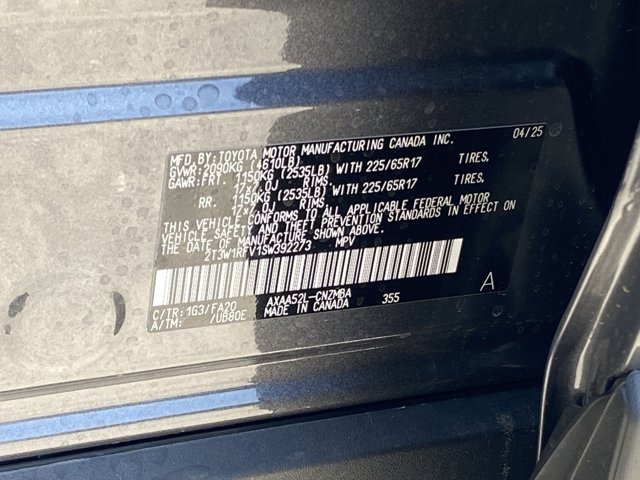 MFD. BY: TOYOTA MOTOR MANUFACTURING CANADA INC. 04/25
GVWR: 2090KG (4610LB)
GAWR: FRT. 1150KG (2535LB) WITH 225/65R17 TIRES,
17x7.0J RIMS.
RR. 1150KG (2535LB) WITH 225/65R17 TIRES,
17x7.0J RIMS.
THIS VEHICLE CONFORMS TO ALL APPLICABLE FEDERAL MOTOR
VEHICLE SAFETY AND THEFT PREVENTION STANDARDS IN EFFECT ON
THE DATE OF MANUFACTURE SHOWN ABOVE.
2T3W1RFV1SW392273 MPV
C/TR: 1G3/FA20 AXAA52L-CNZMBA 355 A
A/TM: /UB80E MADE IN CANADA